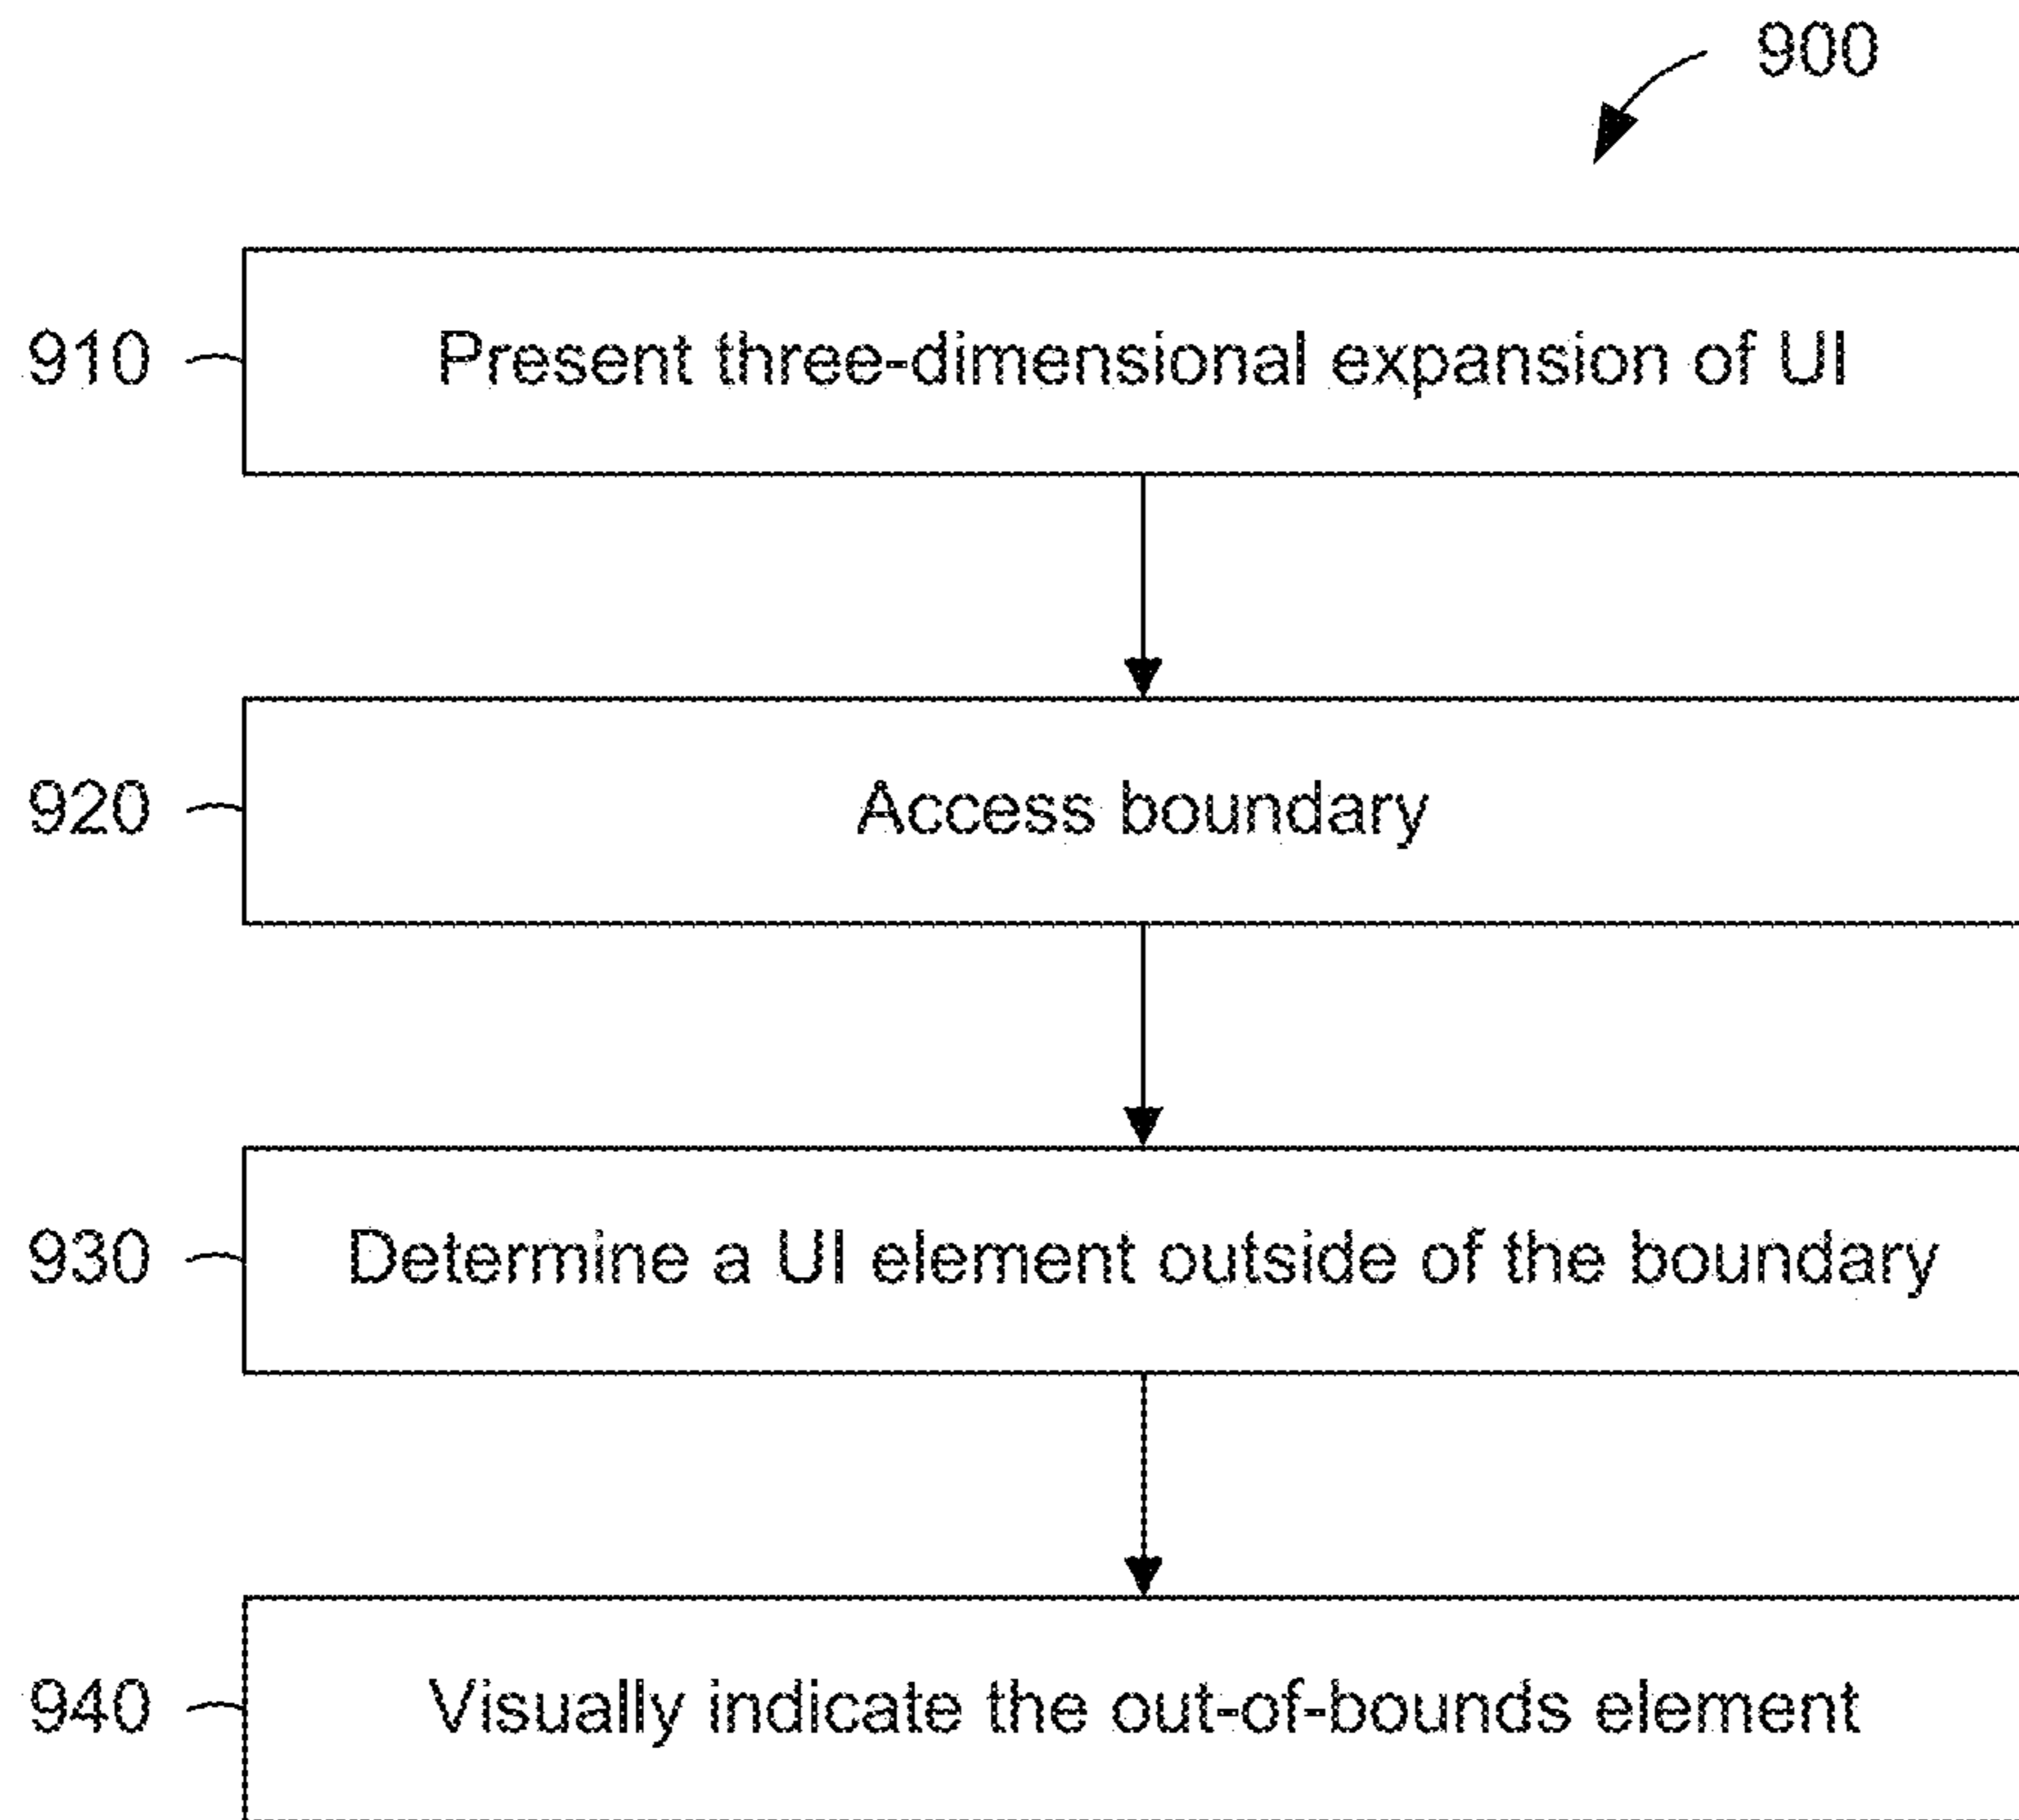 900
910 Present three-dimensional expansion of UI
920 Access boundary
930 Determine a UI element outside of the boundary
940 Visually indicate the out-of-bounds element